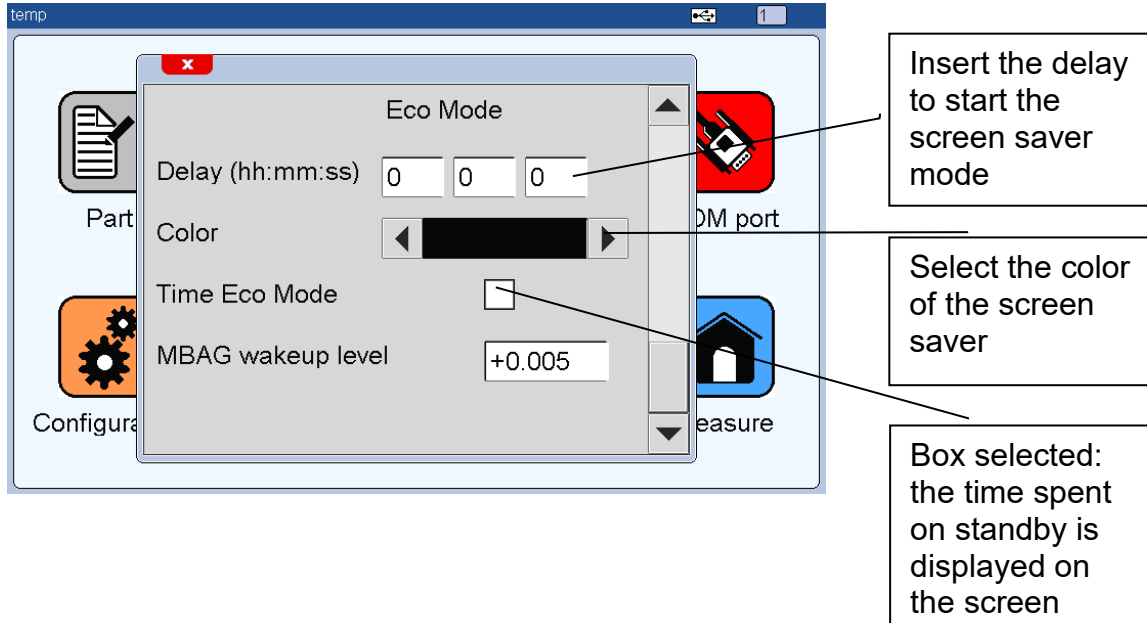 temp
1
x
Eco Mode
Delay (hh:mm:ss) 0 0 0
Color
Time Eco Mode
MBAG wakeup level +0.005
Part
OM port
Configura
easure
Insert the delay
to start the
screen saver
mode
Select the color
of the screen
saver
Box selected:
the time spent
on standby is
displayed on
the screen